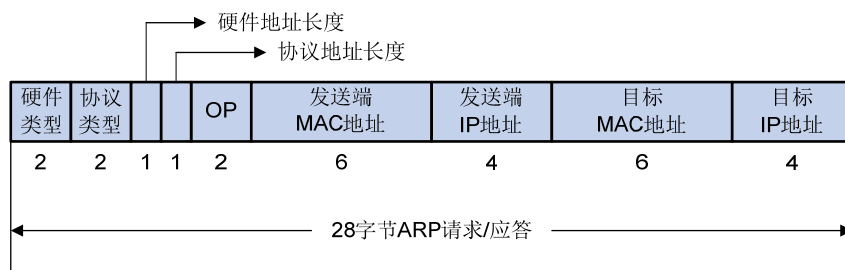 硬件地址长度
协议地址长度
硬件 协议 发送端 发送端 目标 目标
类型 类型 OP MAC地址 IP地址 MAC地址 IP地址
2 2 1 1 2 6 4 6 4
28字节ARP请求/应答